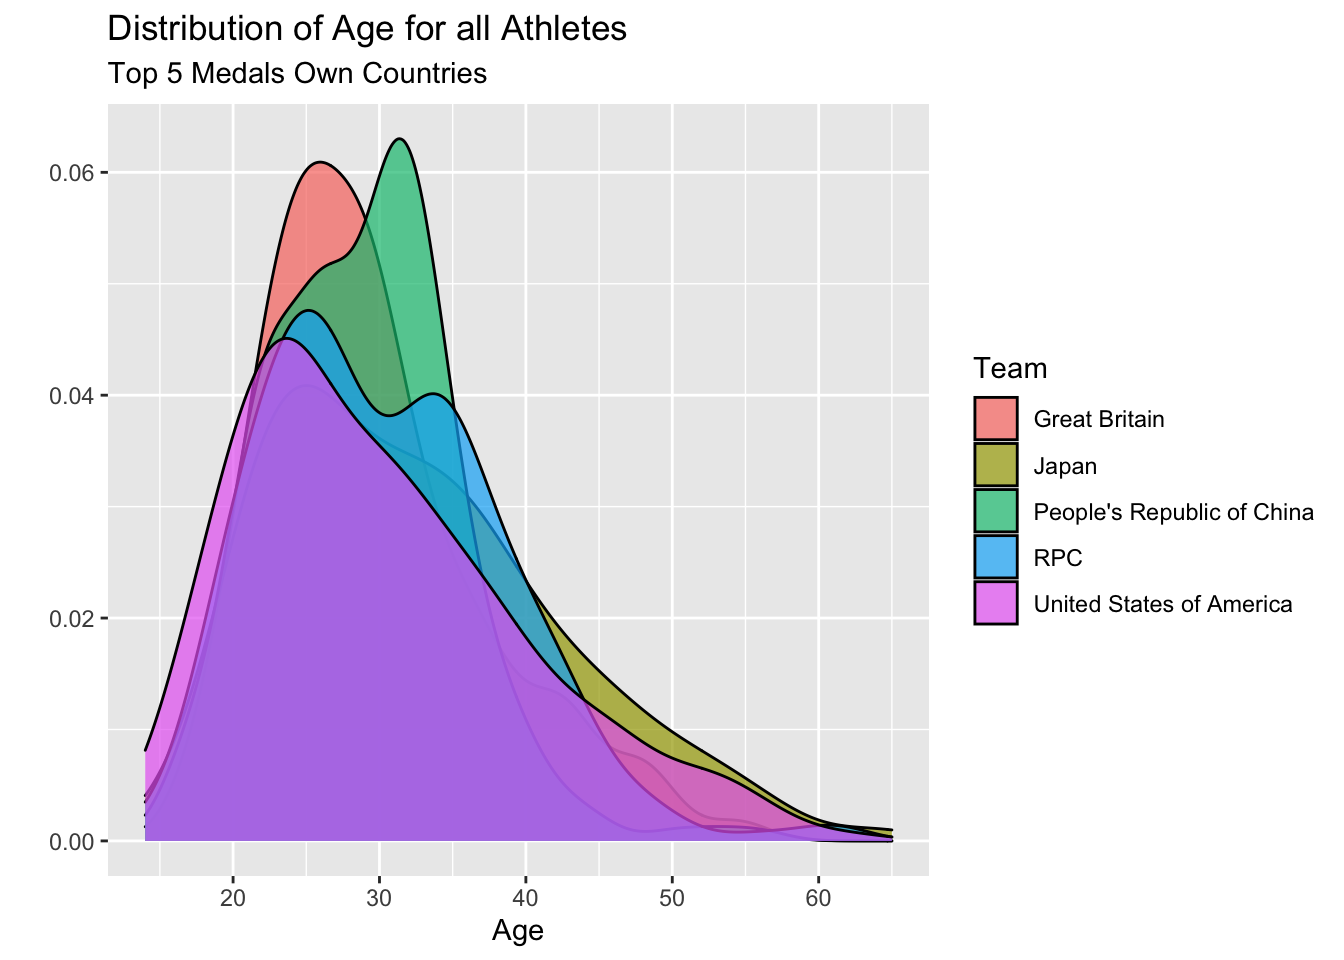 Distribution of Age for all Athletes
Top 5 Medals Own Countries
0.06
0.04
0.02
0.00
20 30 40 50 60
Age
Team
Great Britain
Japan
People's Republic of China
RPC
United States of America